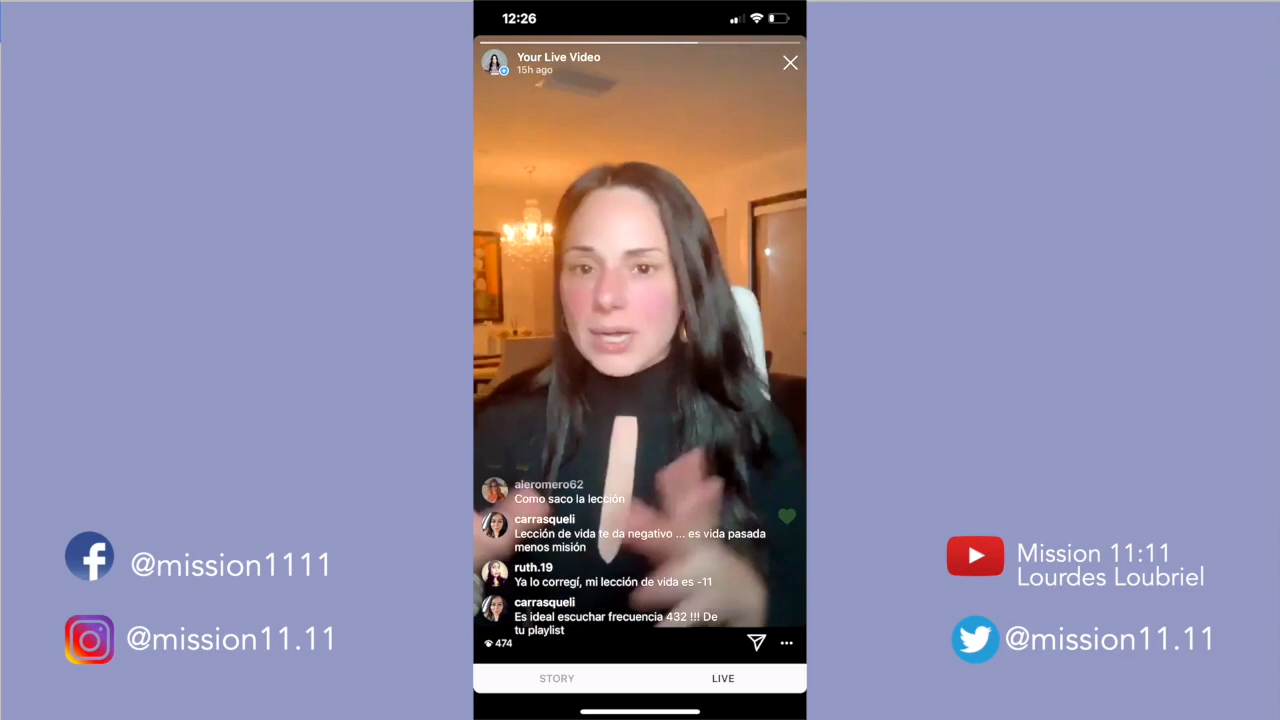 12:26
Your Live Video
15h ago
aleromero62
Como saco la lección
carrasqueli
Lección de vida te da negativo ... es vida pasada
menos misión
ruth.19
Ya lo corregí, mi lección de vida es -11
carrasqueli
Es ideal escuchar frecuencia 432 !!! De
tu playlist
474
STORY
LIVE
@mission1111
@mission11.11
Mission 11:11
Lourdes Loubriel
@mission11.11